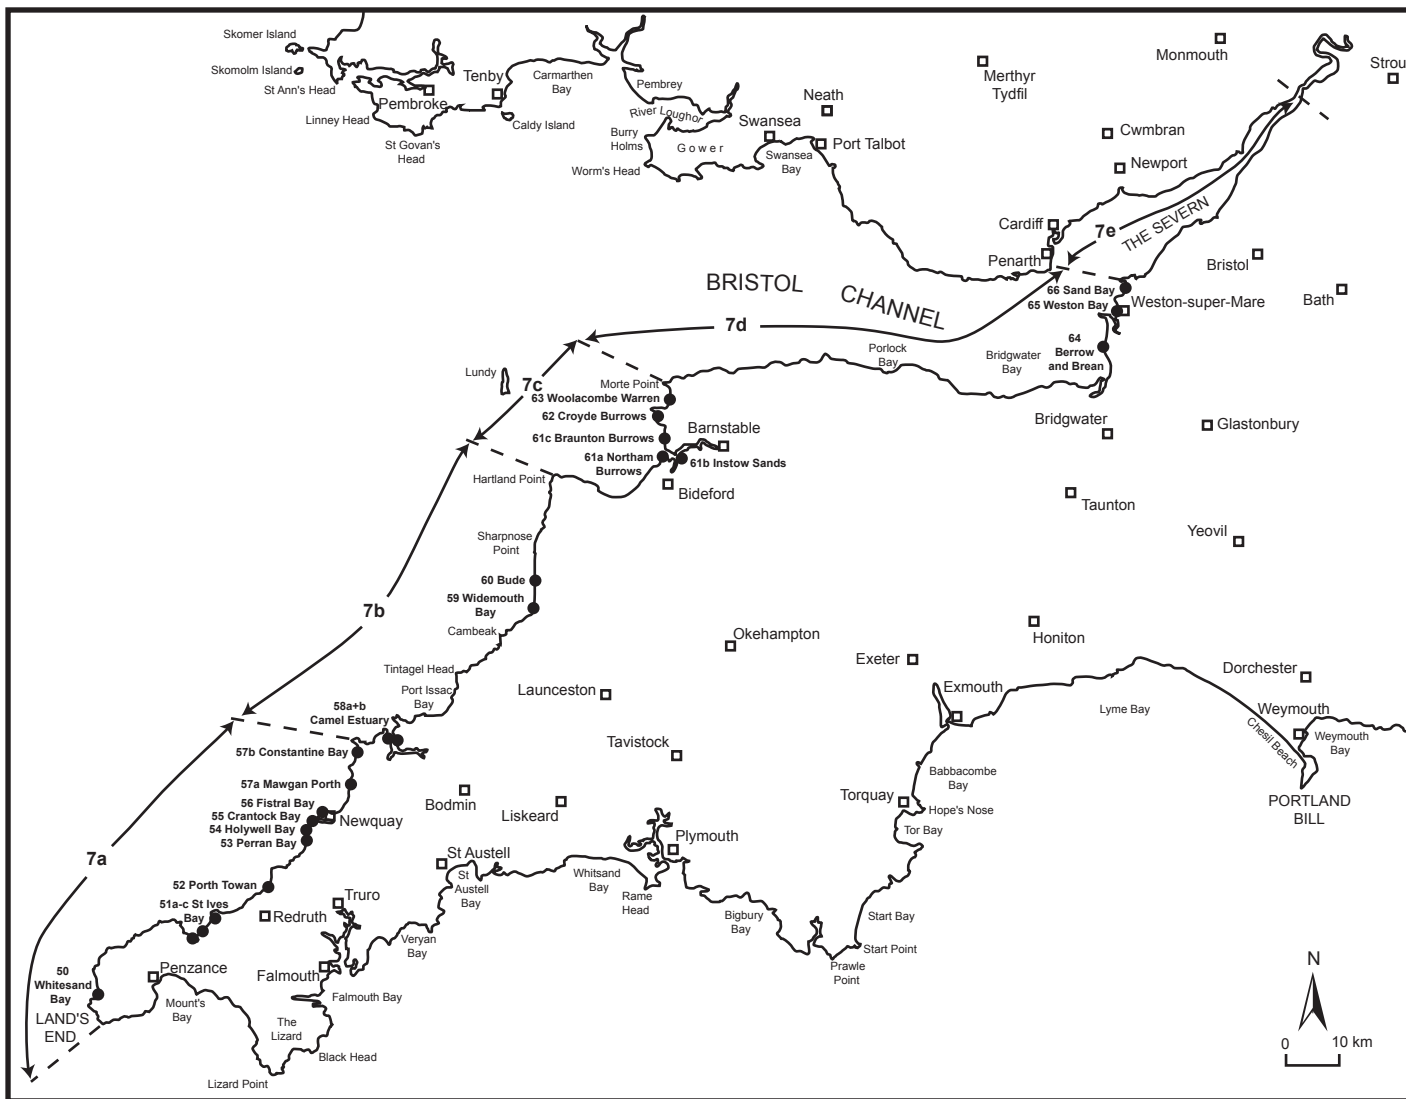 Skomer Island
Skomolm Island
St Ann's Head
Linney Head
Pembroke
St Govan's
Head
Tenby
Caldy Island
Carmarthen
Bay
Pembrey
River Loughor
Burry
Holms
Gower
Worm's Head
Swansea
Swansea
Bay
Neath
Port Talbot
Merthyr
Tydfil
Monmouth
Strou
Cwmbran
Newport
Cardiff
Penarth
7e
THE SEVERN
Bristol
Bath
BRISTOL CHANNEL
66 Sand Bay
65 Weston Bay
Weston-super-Mare
64
Berrow
and Brean
Bridgwater
Bay
Porlock
Bay
7d
7c
Lundy
Morte Point
63 Woolacombe Warren
62 Croyde Burrows
61c Braunton Burrows
61a Northam
Burrows
61b Instow Sands
Barnstable
Bideford
Hartland Point
Bridgwater
Glastonbury
Taunton
Yeovil
Sharpnose
Point
60 Bude
59 Widemouth
Bay
7b
Cambeak
Tintagel Head
Port Issac
Bay
58a+b
Camel Estuary
57b Constantine Bay
57a Mawgan Porth
56 Fistral Bay
55 Crantock Bay
54 Holywell Bay
53 Perran Bay
Newquay
7a
52 Porth Towan
51a-c St Ives
Bay
50
Whitesand
Bay
LAND'S
END
Penzance
Mount's
Bay
Redruth
Truro
Falmouth
Falmouth Bay
The
Lizard
Black Head
Lizard Point
Veryan
Bay
St Austell
St
Austell
Bay
Bodmin
Liskeard
Launceston
Tavistock
Okehampton
Whitsand
Bay
Rame
Head
Plymouth
Bigbury
Bay
Prawle
Point
Start Point
Start Bay
Tor Bay
Hope's Nose
Torquay
Babbacombe
Bay
Exeter
Exmouth
Honiton
Lyme Bay
Dorchester
Weymouth
Weymouth
Bay
Chesil Beach
PORTLAND
BILL
N
0 10 km